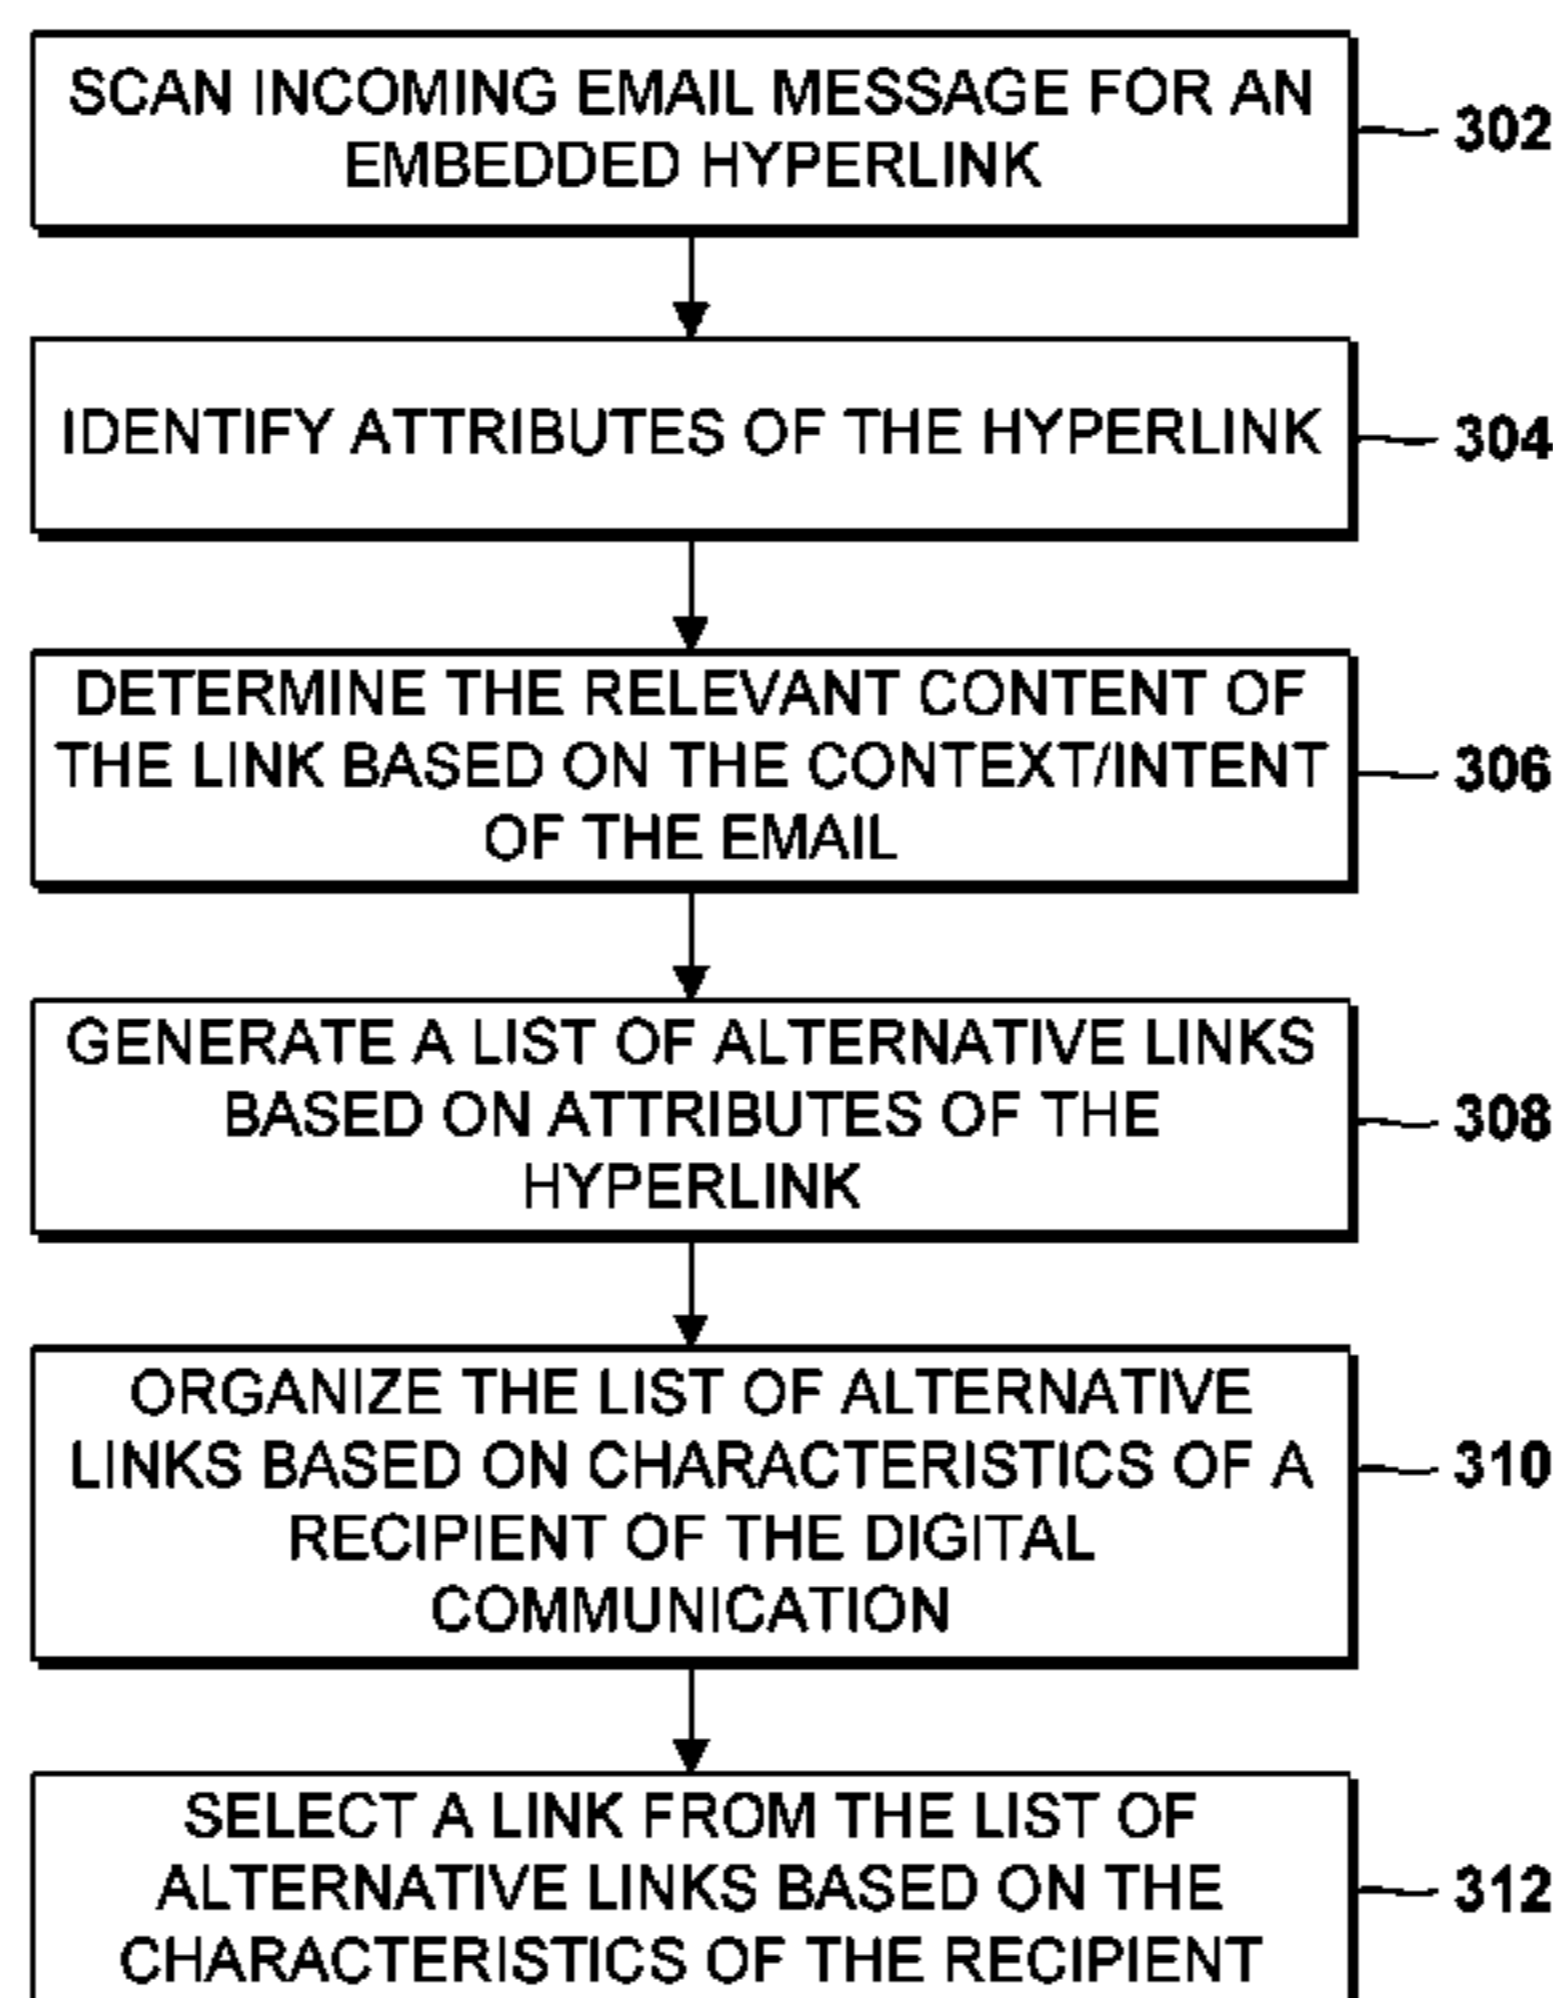 SCAN INCOMING EMAIL MESSAGE FOR AN
EMBEDDED HYPERLINK
302
IDENTIFY ATTRIBUTES OF THE HYPERLINK
304
DETERMINE THE RELEVANT CONTENT OF
THE LINK BASED ON THE CONTEXT/INTENT
OF THE EMAIL
306
GENERATE A LIST OF ALTERNATIVE LINKS
BASED ON ATTRIBUTES OF THE
HYPERLINK
308
ORGANIZE THE LIST OF ALTERNATIVE
LINKS BASED ON CHARACTERISTICS OF A
RECIPIENT OF THE DIGITAL
COMMUNICATION
310
SELECT A LINK FROM THE LIST OF
ALTERNATIVE LINKS BASED ON THE
CHARACTERISTICS OF THE RECIPIENT
312